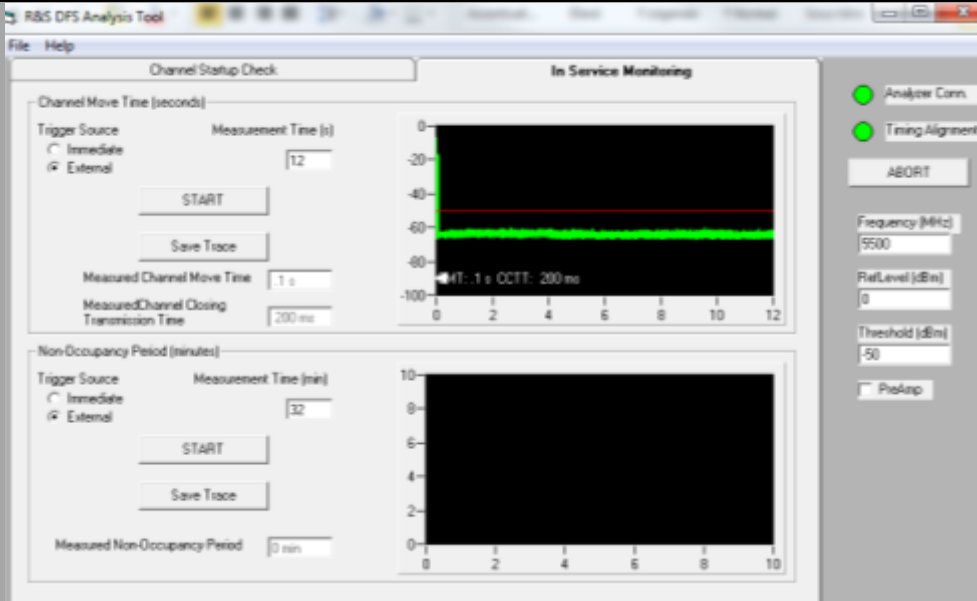 R&S DFS Analysis Tool
File Help
Channel Startup Check
In Service Monitoring
Channel Move Time (seconds)
Trigger Source
Measurement Time (s)
Immediate
External
12
START
Save Trace
Measured Channel Move Time
.1 s
MeasuredChannel Closing
Transmission Time
200 ms
0
-20
-40
-60
-80
-100
MT: .1 s CCTT: 200 ms
0 2 4 6 8 10 12
Non-Occupancy Period (minutes)
Trigger Source
Measurement Time (min)
Immediate
External
32
START
Save Trace
Measured Non-Occupancy Period
0 min
10
8
6
4
2
0
0 2 4 6 8 10
Analyzer Conn.
Timing Alignment
ABORT
Frequency (MHz)
5500
RefLevel (dBm)
0
Threshold (dBm)
-50
PreAmp